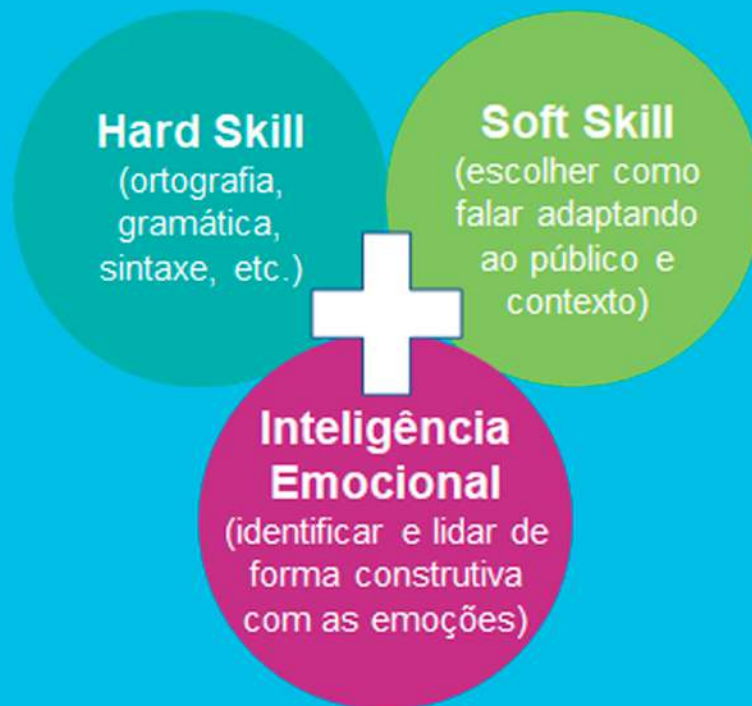 Hard Skill
(ortografia,
gramática,
sintaxe, etc.)
Soft Skill
(escolher como
falar adaptando
ao público e
contexto)
Inteligência
Emocional
(identificar e lidar de
forma construtiva
com as emoções)